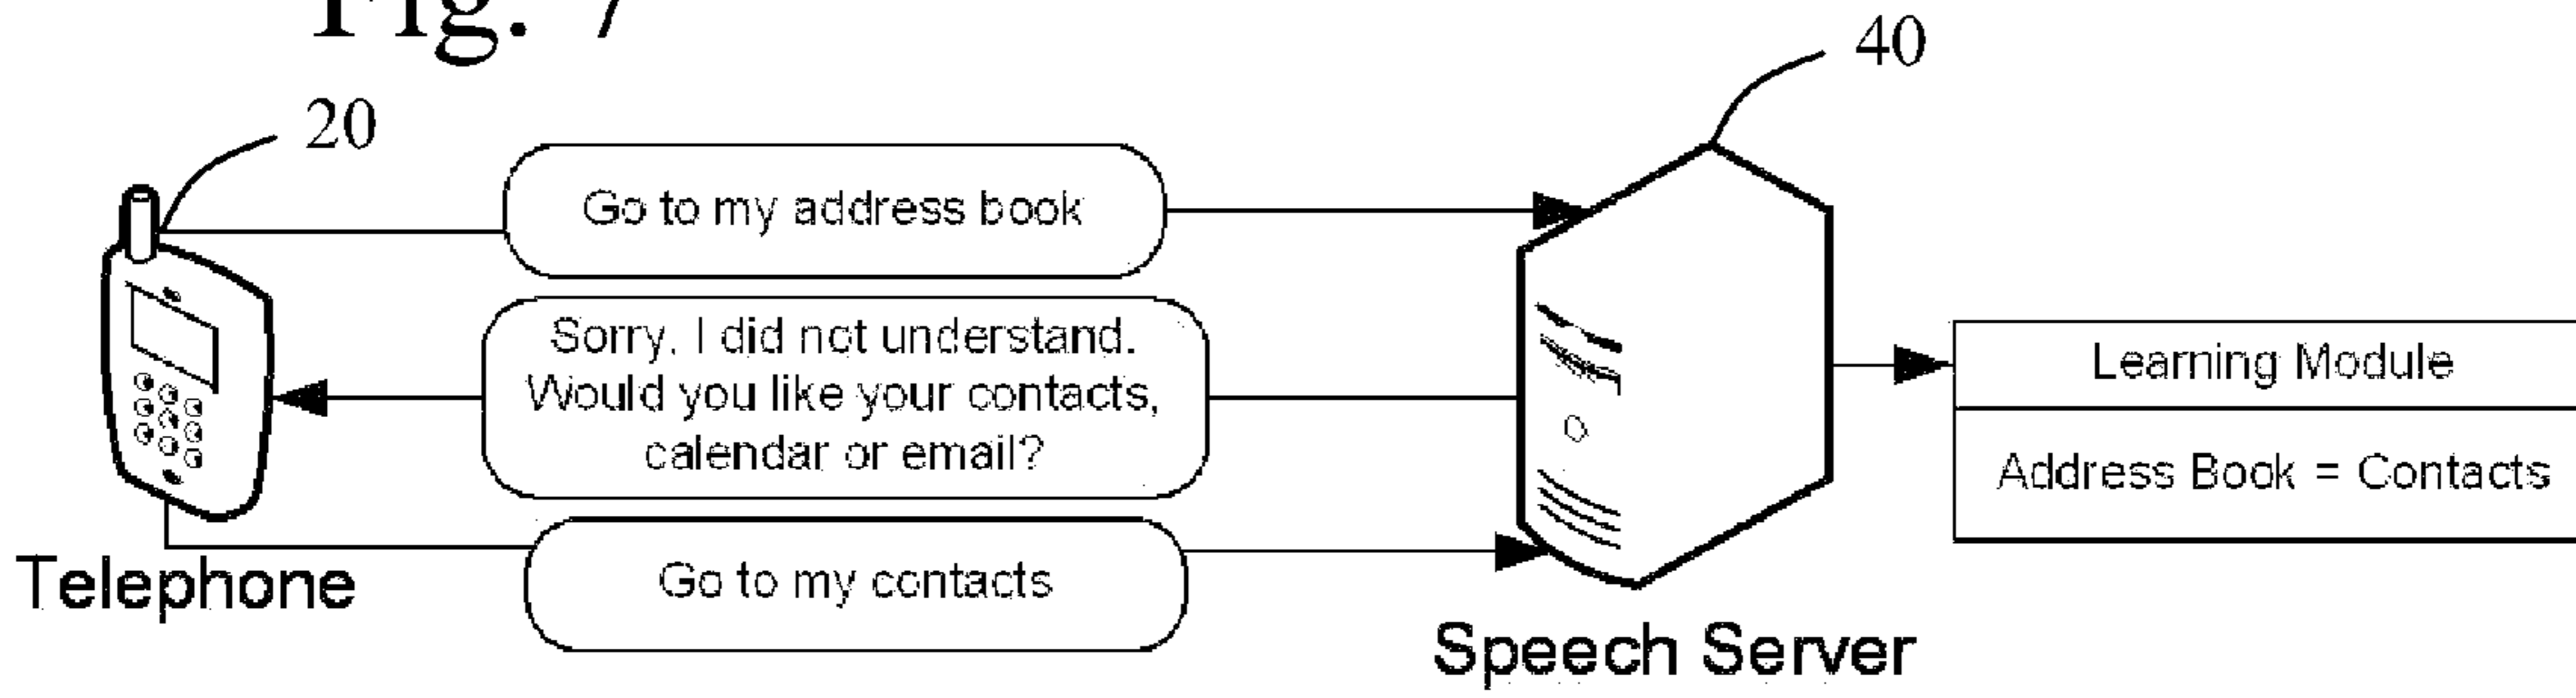 Fig. 7
40
20
Go to my address book
Sorry, I did not understand.
Would you like your contacts,
calendar or email?
Learning Module
Address Book = Contacts
Go to my contacts
Telephone
Speech Server